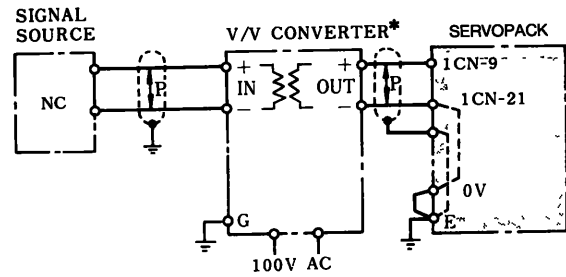 SIGNAL
SOURCE
V/V CONVERTER*
SERVOPACK
NC
P
+
IN
−
+
OUT
−
P
1CN-9
1CN-21
0V
G
E
100V AC